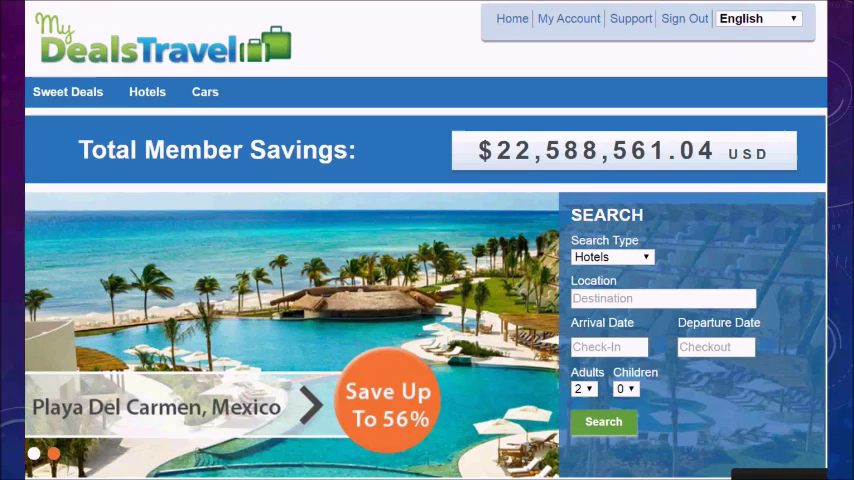 My
DealsTravel
Home My Account Support Sign Out English
Sweet Deals Hotels Cars
Total Member Savings: $22,588,561.04 USD
SEARCH
Search Type
Hotels
Location
Destination
Arrival Date Departure Date
Check-In Checkout
Adults Children
2 0
Search
Playa Del Carmen, Mexico
Save Up
To 56%